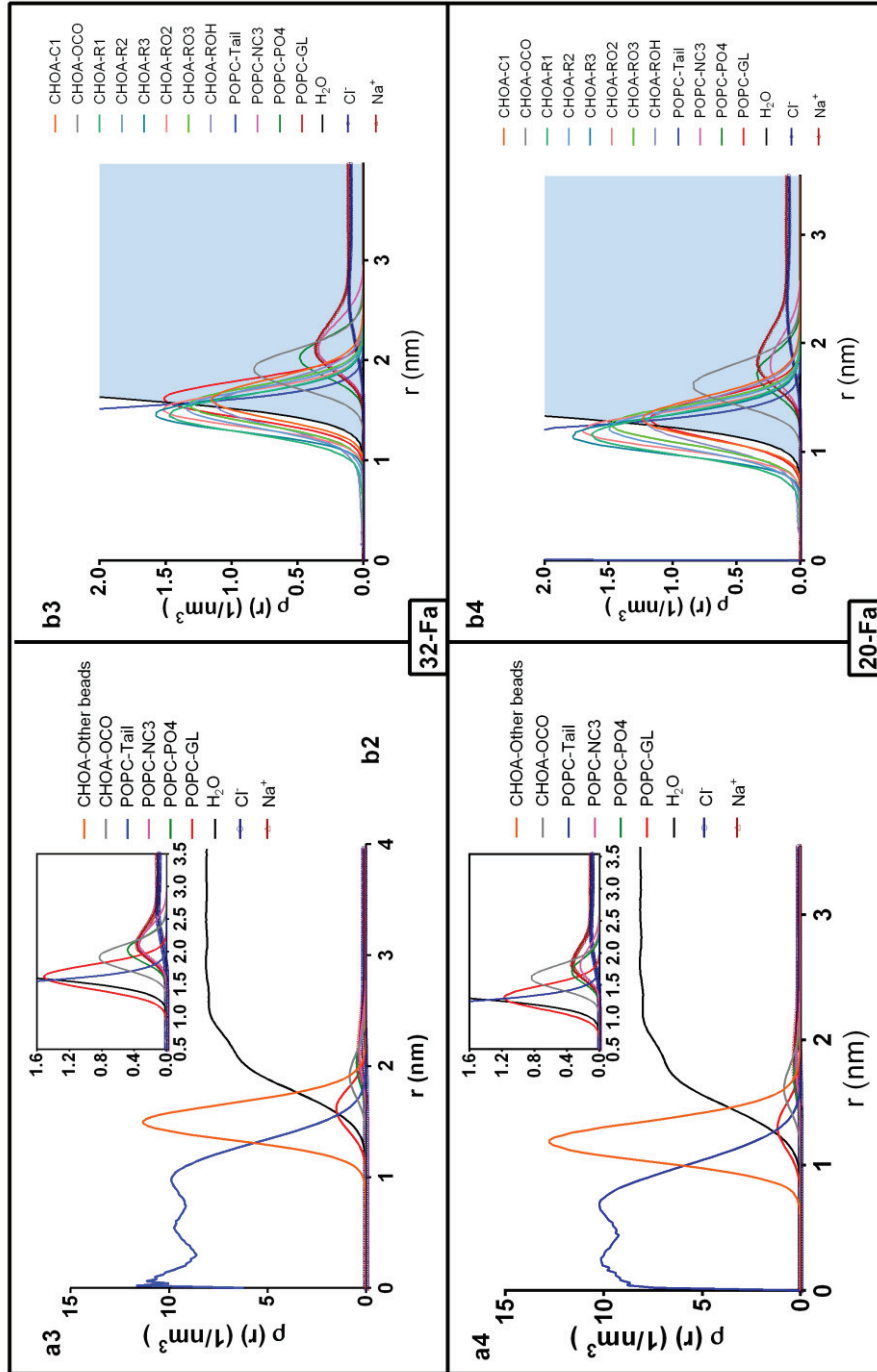 a3
ρ (r) (1/nm³)
15
10
5
0
0
1
2
3
4
r (nm)
1.6
1.2
0.8
0.4
0.0
0.5
1.0
1.5
2.0
2.5
3.0
3.5
CHOA-Other beads
CHOA-OCO
POPC-Tail
POPC-NC3
POPC-PO4
POPC-GL
H₂O
Cl⁻
Na⁺
b2
b3
ρ (r) (1/nm³)
2.0
1.5
1.0
0.5
0.0
0
1
2
3
r (nm)
CHOA-C1
CHOA-OCO
CHOA-R1
CHOA-R2
CHOA-R3
CHOA-RO2
CHOA-RO3
CHOA-ROH
POPC-Tail
POPC-NC3
POPC-PO4
POPC-GL
H₂O
Cl⁻
Na⁺
32-Fa
a4
ρ (r) (1/nm³)
15
10
5
0
0
1
2
3
r (nm)
1.6
1.2
0.8
0.4
0.0
0.5
1.0
1.5
2.0
2.5
3.0
3.5
CHOA-Other beads
CHOA-OCO
POPC-Tail
POPC-NC3
POPC-PO4
POPC-GL
H₂O
Cl⁻
Na⁺
b4
ρ (r) (1/nm³)
2.0
1.5
1.0
0.5
0.0
0
1
2
3
r (nm)
CHOA-C1
CHOA-OCO
CHOA-R1
CHOA-R2
CHOA-R3
CHOA-RO2
CHOA-RO3
CHOA-ROH
POPC-Tail
POPC-NC3
POPC-PO4
POPC-GL
H₂O
Cl⁻
Na⁺
20-Fa